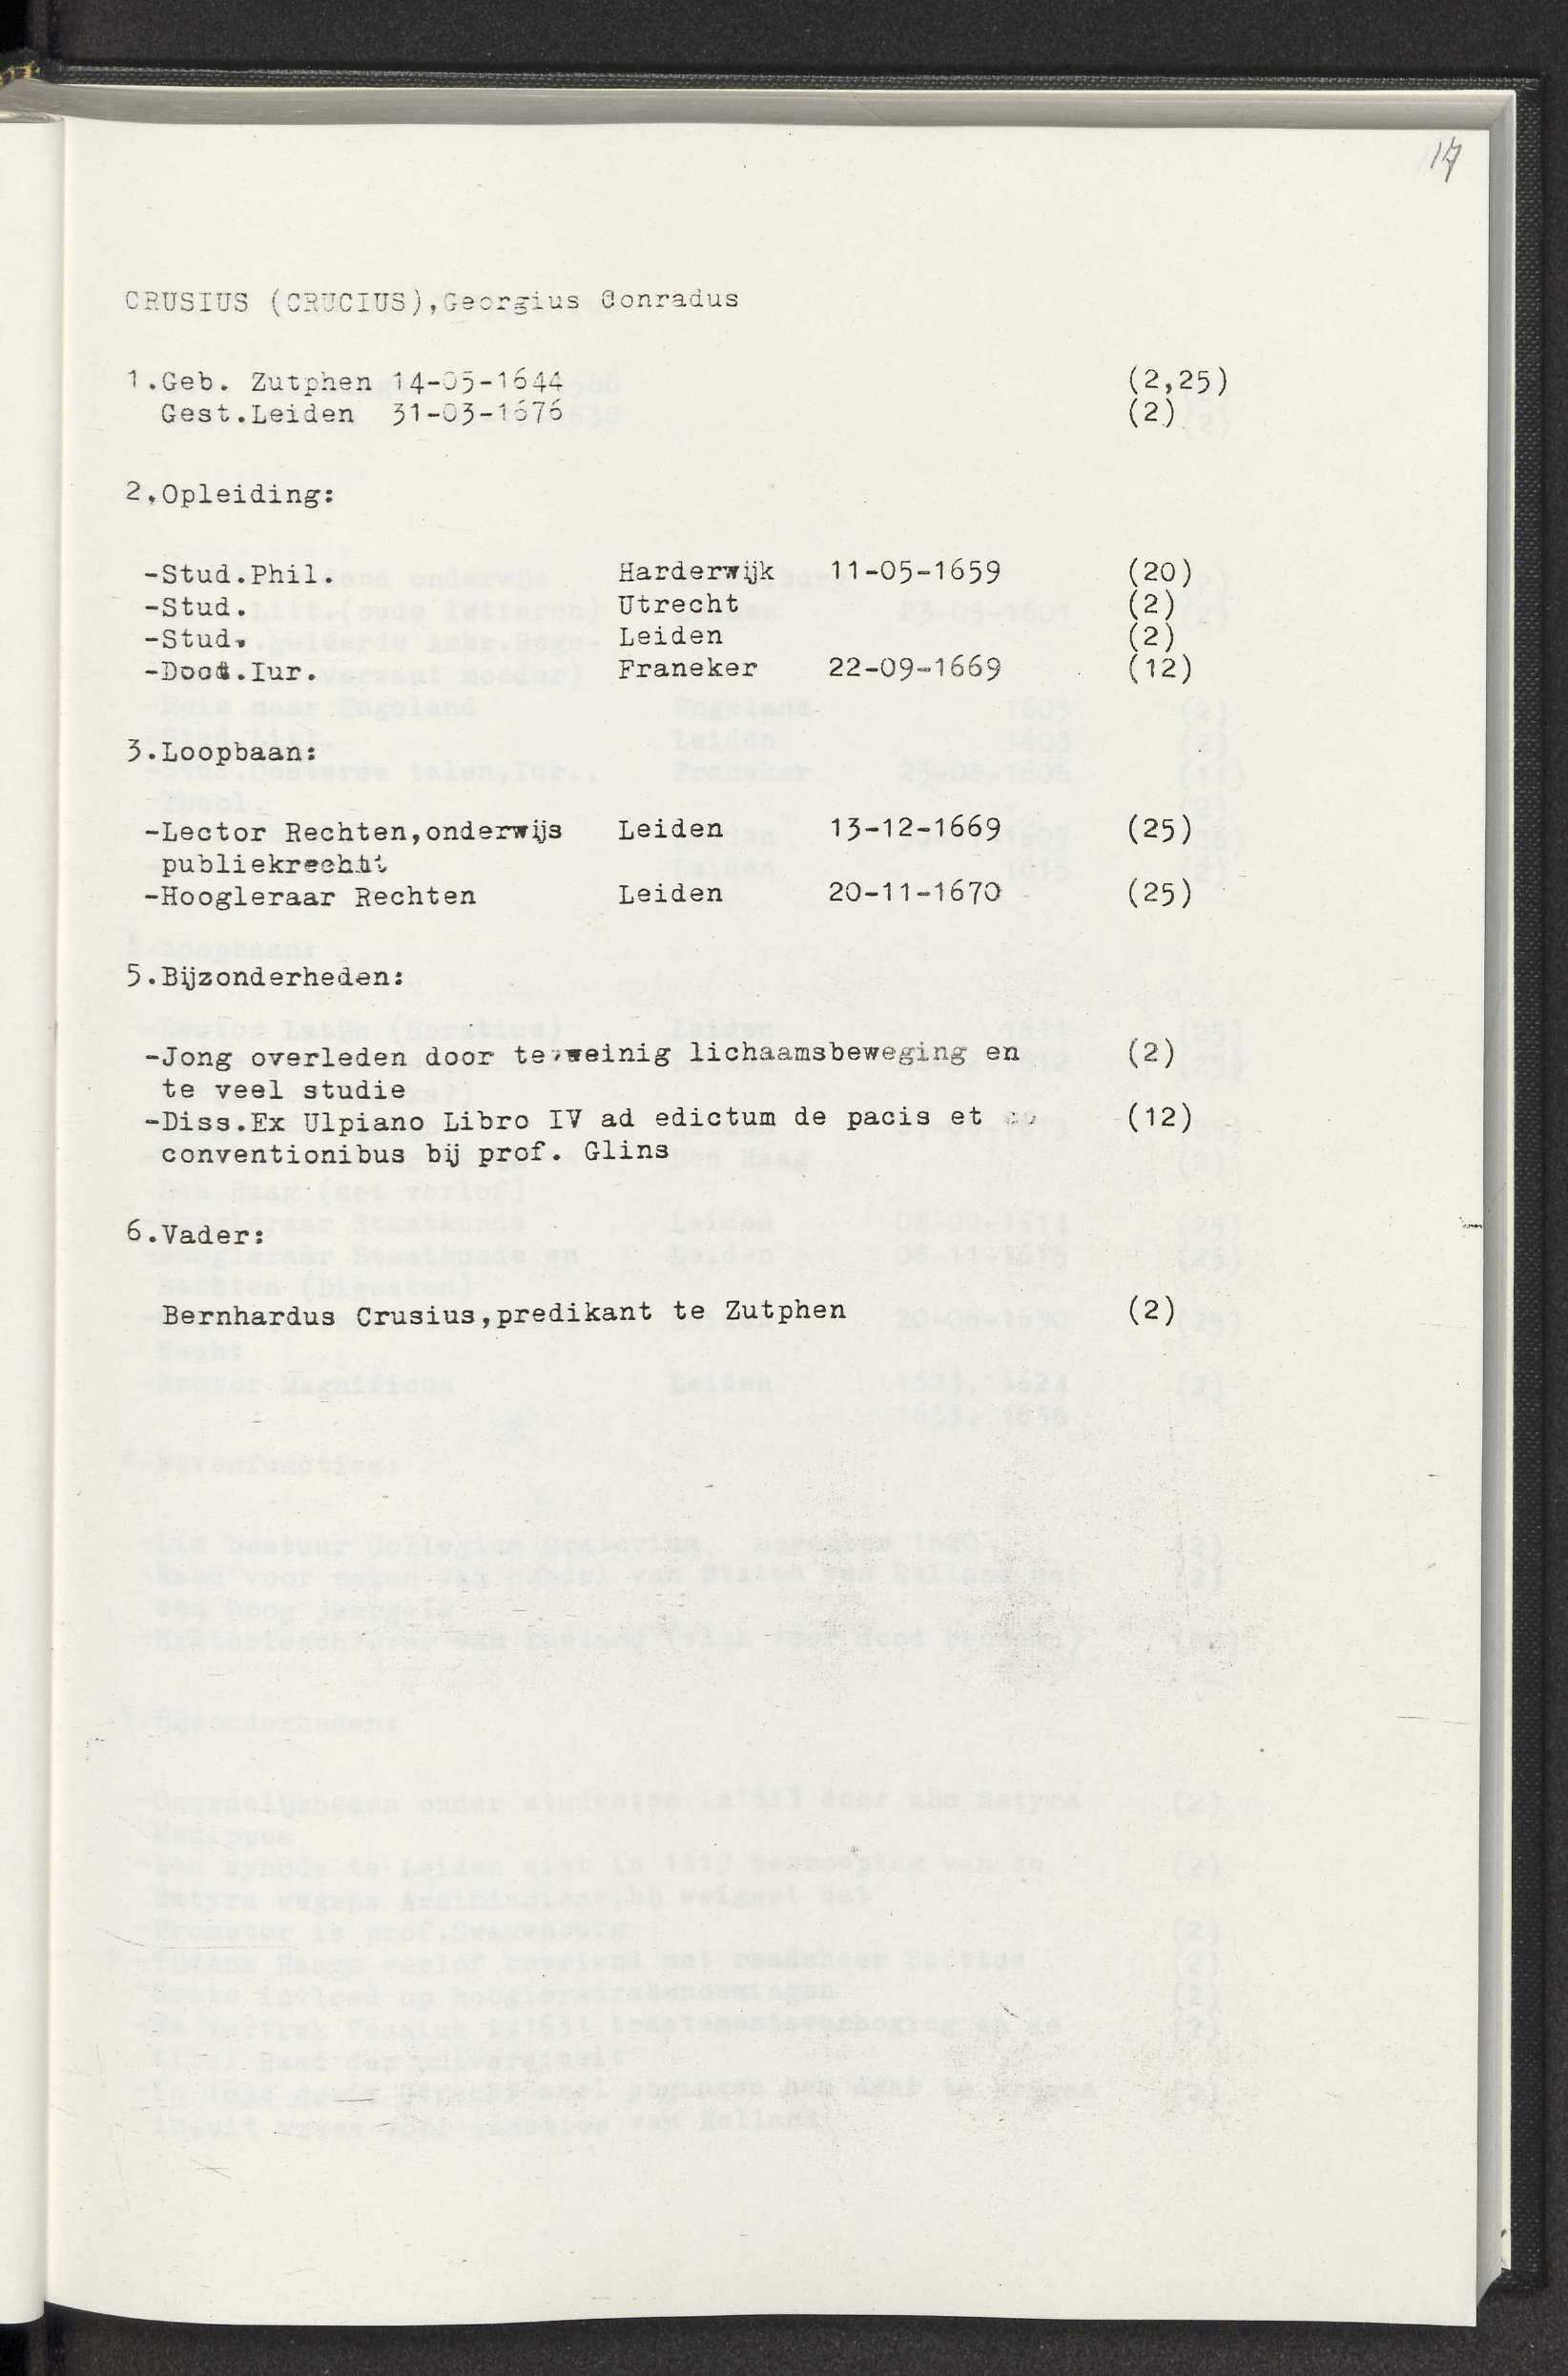 17
CRUSIUS (CRUCIUS),Georgius Conradus
1.Geb. Zutphen 14-05-1644 (2,25)
Gest.Leiden 31-03-1676 (2)
2.Opleiding:
-Stud.Phil. Harderwijk 11-05-1659 (20)
-Stud. Utrecht (2)
-Stud. Leiden (2)
-Doct.Iur. Franeker 22-09-1669 (12)
3.Loopbaan:
-Lector Rechten,onderwijs Leiden 13-12-1669 (25)
publiekrecht
-Hoogleraar Rechten Leiden 20-11-1670 (25)
5.Bijzonderheden:
-Jong overleden door te weinig lichaamsbeweging en (2)
te veel studie
-Diss.Ex Ulpiano Libro IV ad edictum de pacis et (12)
conventionibus bij prof. Glins
6.Vader:
Bernhardus Crusius,predikant te Zutphen (2)